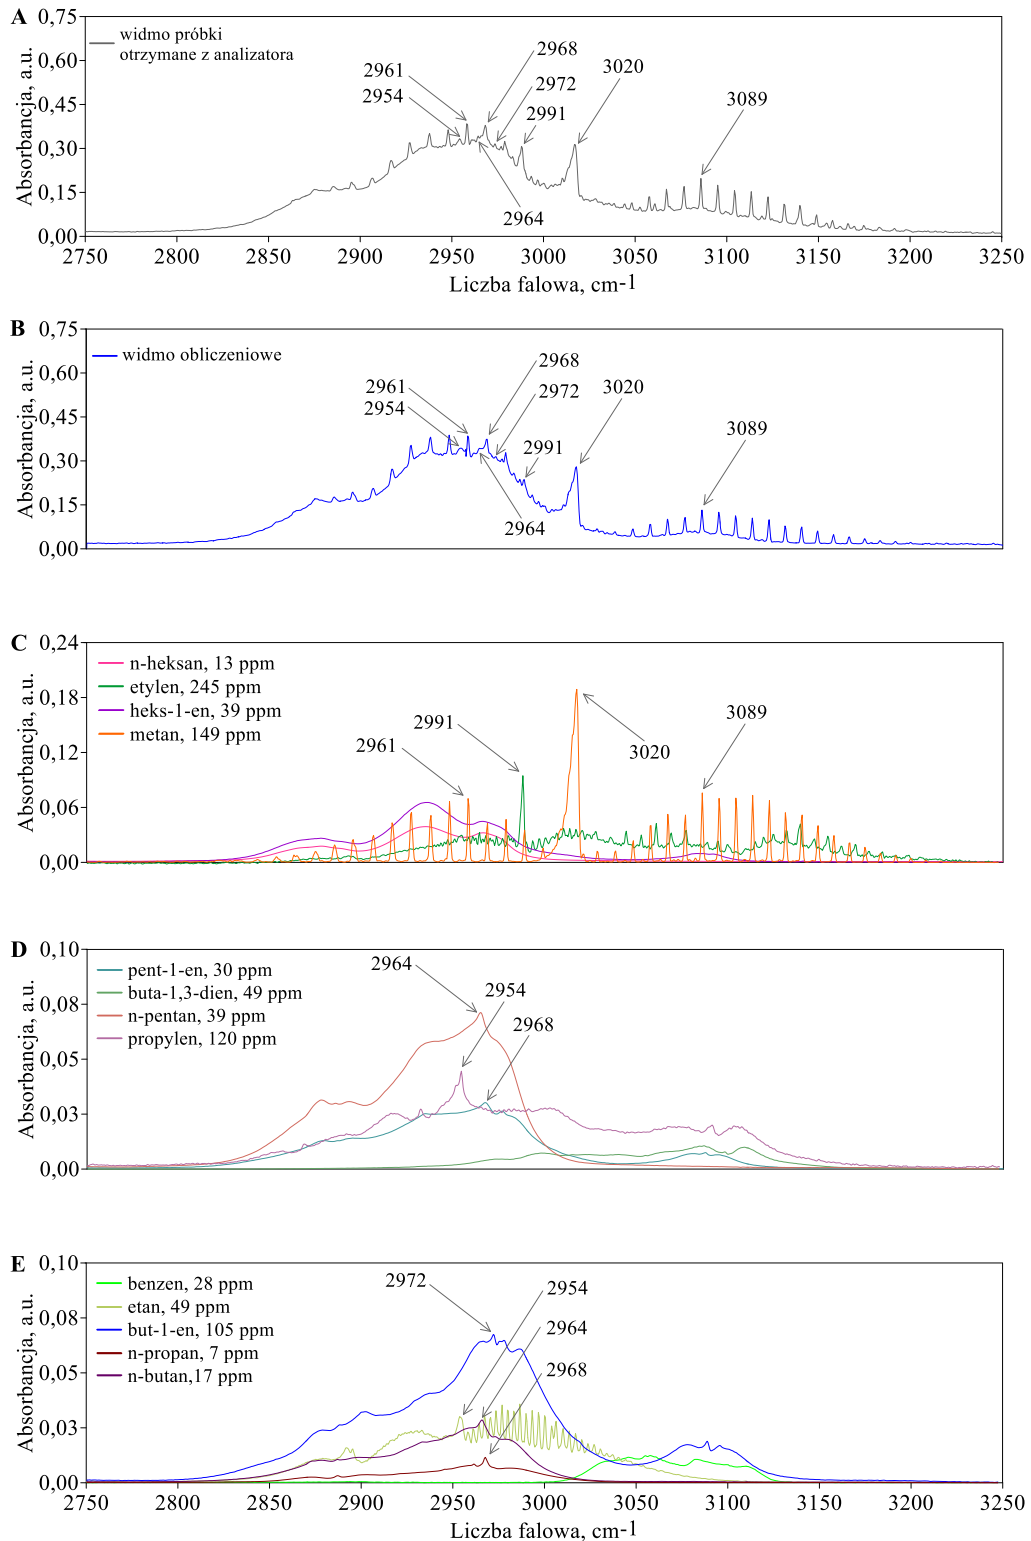 A
0,75
widmo próbki
otrzymane z analizatora
0,60
0,45
0,30
0,15
0,00
Absorbancja, a.u.
2961
2954
2968
2972
2991
3020
3089
2964
2750 2800 2850 2900 2950 3000 3050 3100 3150 3200 3250
Liczba falowa, cm-1
B
0,75
widmo obliczeniowe
0,60
0,45
0,30
0,15
0,00
Absorbancja, a.u.
2961
2954
2968
2972
2991
3020
3089
2964
C
0,24
0,18
0,12
0,06
0,00
Absorbancja, a.u.
n-heksan, 13 ppm
etylen, 245 ppm
heks-1-en, 39 ppm
metan, 149 ppm
2991
2961
3020
3089
D
0,10
0,08
0,05
0,03
0,00
Absorbancja, a.u.
pent-1-en, 30 ppm
buta-1,3-dien, 49 ppm
n-pentan, 39 ppm
propylen, 120 ppm
2964
2954
2968
E
0,10
0,08
0,05
0,03
0,00
Absorbancja, a.u.
benzen, 28 ppm
etan, 49 ppm
but-1-en, 105 ppm
n-propan, 7 ppm
n-butan,17 ppm
2972
2954
2964
2968
2750 2800 2850 2900 2950 3000 3050 3100 3150 3200 3250
Liczba falowa, cm-1